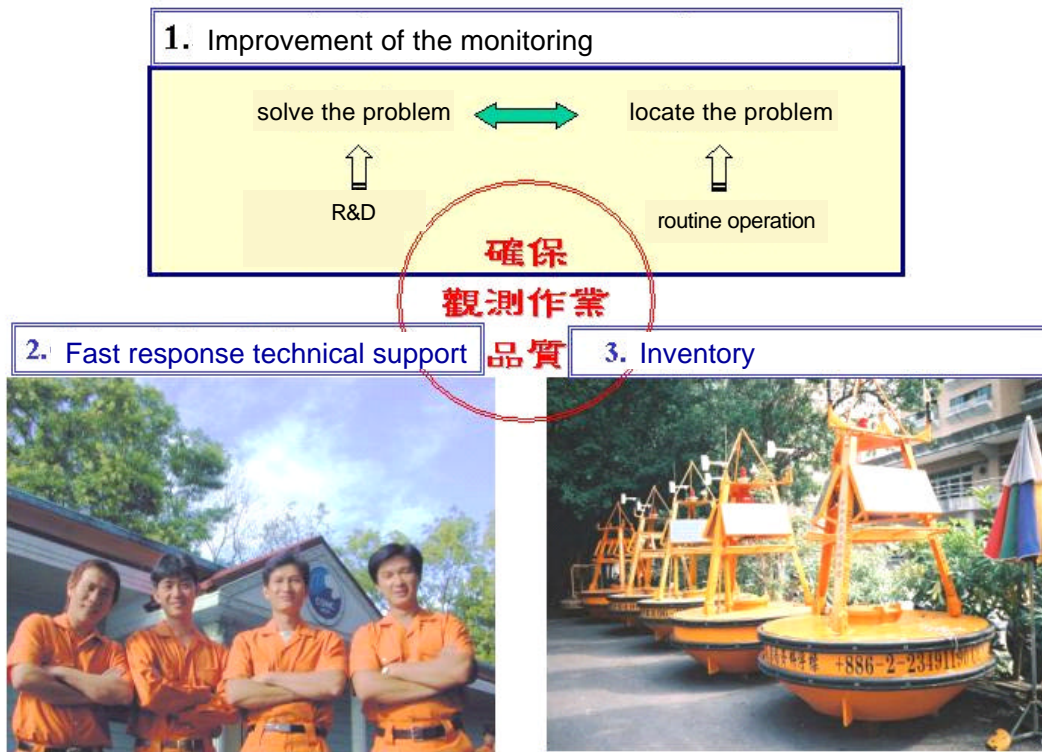 1. Improvement of the monitoring
solve the problem
locate the problem
R&D
routine operation
確保
觀測作業
品質
2. Fast response technical support
3. Inventory
+886-2-23491190